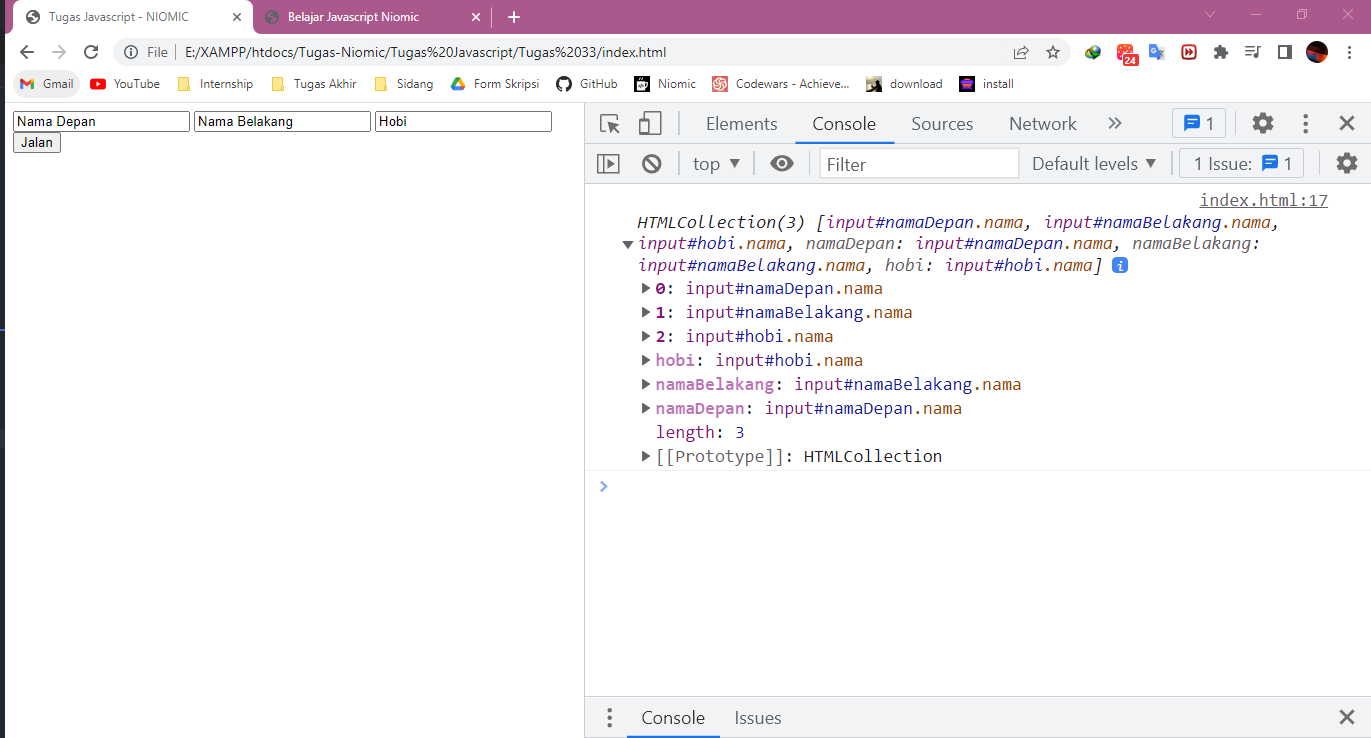 Tugas Javascript - NIOMIC
Belajar Javascript Niomic
File E:/XAMPP/htdocs/Tugas-Niomic/Tugas%20Javascript/Tugas%2033/index.html
24
Gmail YouTube Internship Tugas Akhir Sidang Form Skripsi GitHub Niomic Codewars - Achieve... download install
Nama Depan Nama Belakang Hobi
Jalan
Elements Console Sources Network 1
top Filter Default levels 1 Issue: 1
index.html:17
HTMLCollection(3) [input#namaDepan.nama, input#namaBelakang.nama,
input#hobi.nama, namaDepan: input#namaDepan.nama, namaBelakang:
input#namaBelakang.nama, hobi: input#hobi.nama] i
0: input#namaDepan.nama
1: input#namaBelakang.nama
2: input#hobi.nama
hobi: input#hobi.nama
namaBelakang: input#namaBelakang.nama
namaDepan: input#namaDepan.nama
length: 3
[[Prototype]]: HTMLCollection
Console Issues